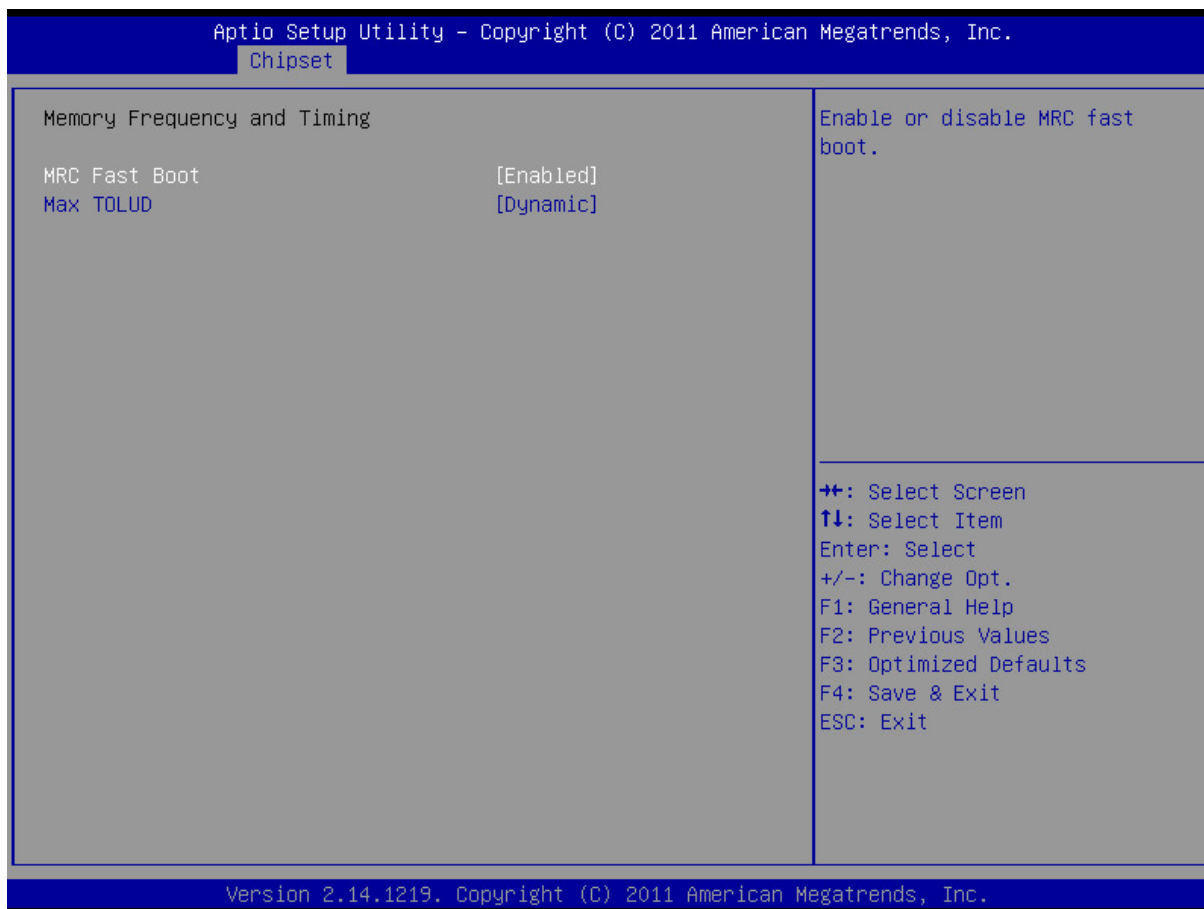 Aptio Setup Utility – Copyright (C) 2011 American Megatrends, Inc.
Chipset
Memory Frequency and Timing
MRC Fast Boot [Enabled]
Max TOLUD [Dynamic]
Enable or disable MRC fast
boot.
→←: Select Screen
↑↓: Select Item
Enter: Select
+/-: Change Opt.
F1: General Help
F2: Previous Values
F3: Optimized Defaults
F4: Save & Exit
ESC: Exit
Version 2.14.1219. Copyright (C) 2011 American Megatrends, Inc.